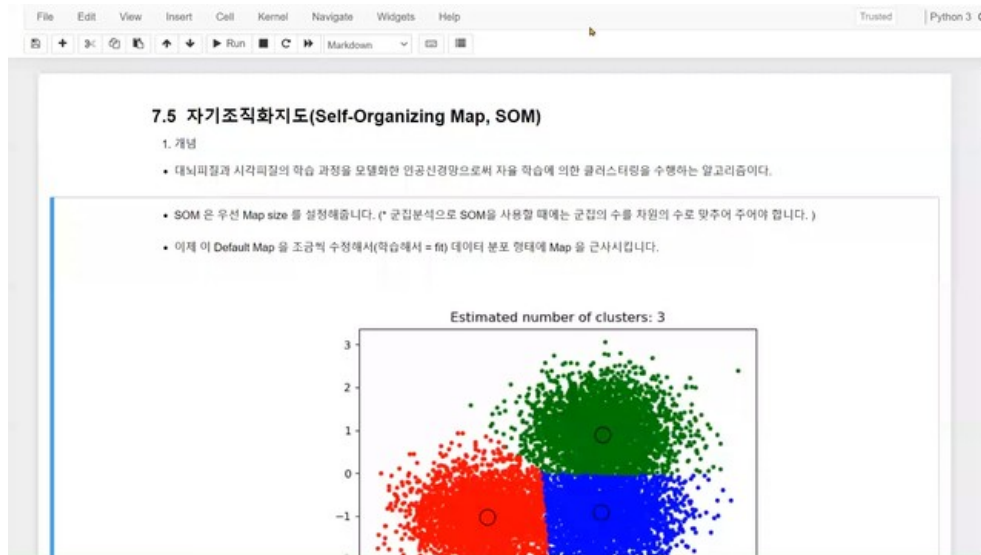 File Edit View Insert Cell Kernel Navigate Widgets Help Trusted Python 3
Run Markdown
7.5 자기조직화지도(Self-Organizing Map, SOM)
1. 개념
• 대뇌피질과 시각피질의 학습 과정을 모델화한 인공신경망으로써 자율 학습에 의한 클러스터링을 수행하는 알고리즘이다.
• SOM 은 우선 Map size 를 설정해줍니다. (* 군집분석으로 SOM을 사용할 때에는 군집의 수를 차원의 수로 맞추어 주어야 합니다. )
• 이제 이 Default Map 을 조금씩 수정해서(학습해서 = fit) 데이터 분포 형태에 Map 을 근사시킵니다.
Estimated number of clusters: 3
3
2
1
0
−1